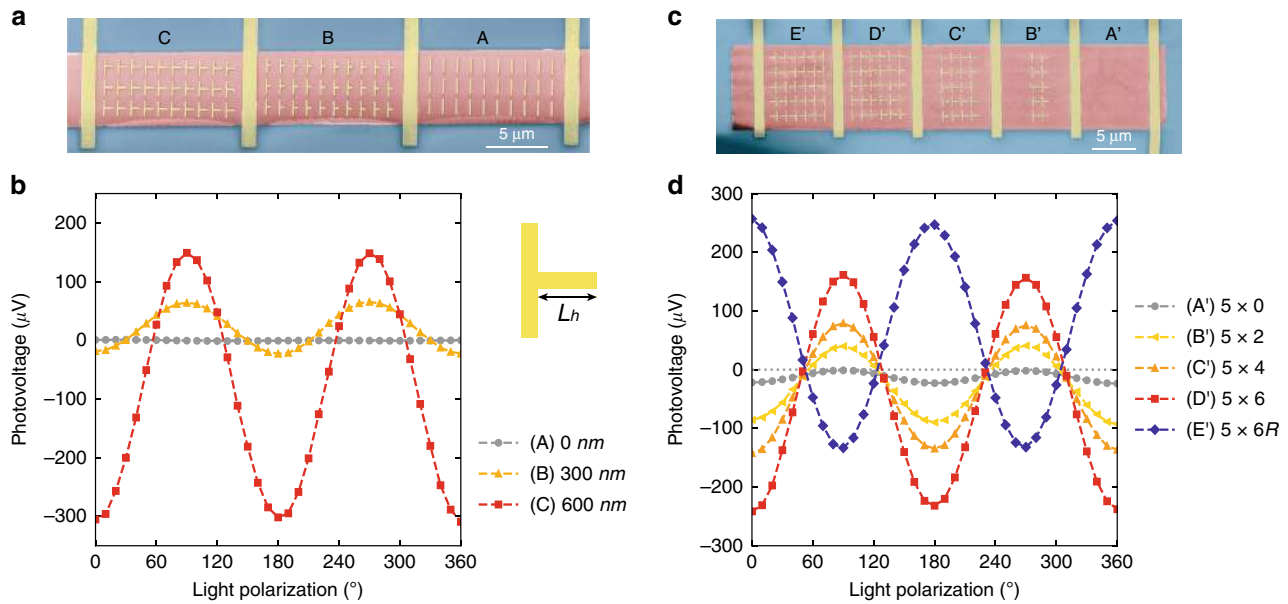 a
C B A
5 μm
b
Photovoltage (μV)
200
100
0
−100
−200
−300
0 60 120 180 240 300 360
Light polarization (°)
Lh
(A) 0 nm
(B) 300 nm
(C) 600 nm
c
E' D' C' B' A'
5 μm
d
Photovoltage (μV)
300
200
100
0
−100
−200
−300
0 60 120 180 240 300 360
Light polarization (°)
(A') 5 × 0
(B') 5 × 2
(C') 5 × 4
(D') 5 × 6
(E') 5 × 6R